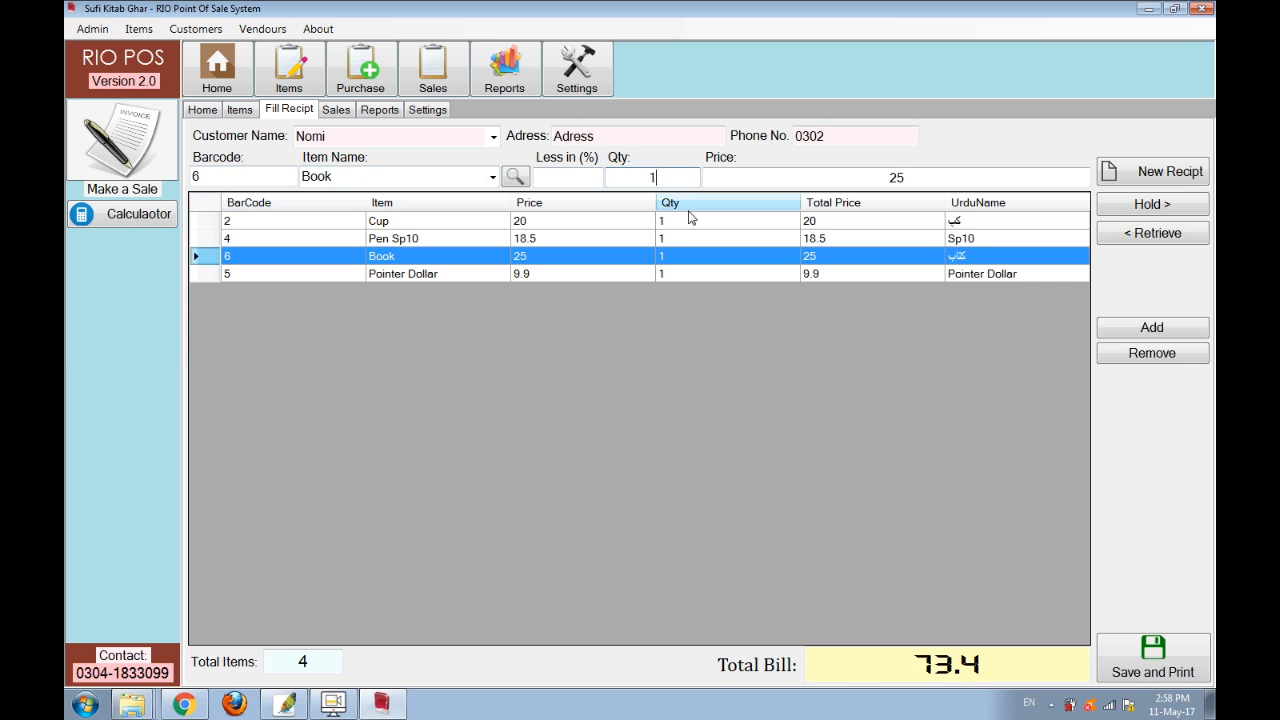 Sufi Kitab Ghar - RIO Point Of Sale System
Admin Items Customers Vendours About
RIO POS
Version 2.0
Home Items Purchase Sales Reports Settings
Home Items Fill Recipt Sales Reports Settings
INVOICE
Make a Sale
Calculaotor
Customer Name: Nomi Adress: Adress Phone No. 0302
Barcode: Item Name: Less in (%) Qty: Price:
6 Book 1 25
New Recipt
Hold >
< Retrieve
Add
Remove
BarCode Item Price Qty Total Price UrduName
2 Cup 20 1 20 کپ
4 Pen Sp10 18.5 1 18.5 Sp10
6 Book 25 1 25 کتاب
5 Pointer Dollar 9.9 1 9.9 Pointer Dollar
Contact:
0304-1833099
Total Items: 4 Total Bill: 73.4
Save and Print
EN 2:58 PM
11-May-17